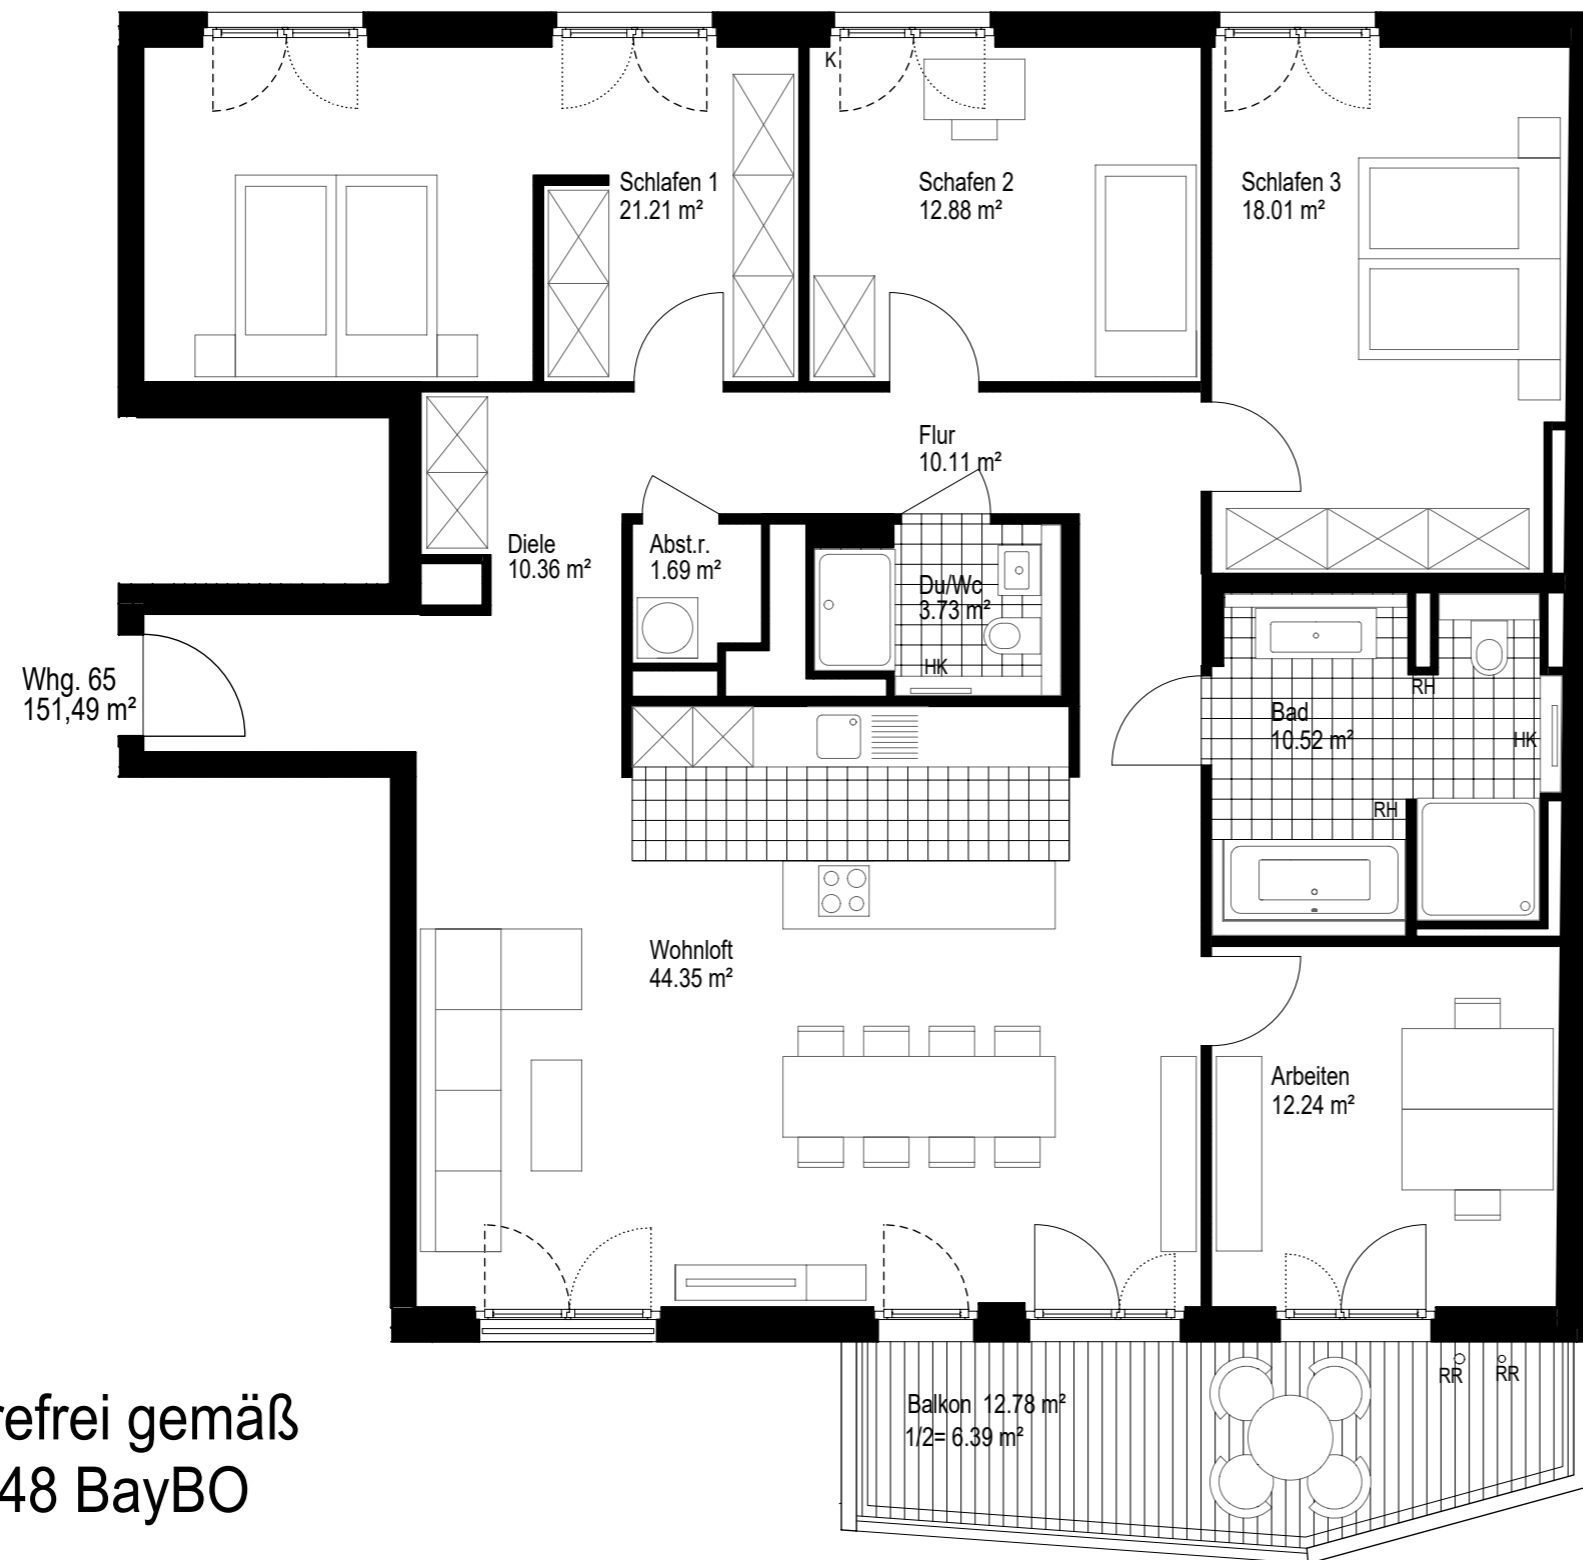 K
Schlafen 1
21.21 m²
Schafen 2
12.88 m²
Schlafen 3
18.01 m²
Flur
10.11 m²
Diele
10.36 m²
Abst.r.
1.69 m²
Du/Wc
3.73 m²
HK
Whg. 65
151,49 m²
RH
Bad
10.52 m²
HK
RH
Wohnloft
44.35 m²
Arbeiten
12.24 m²
Balkon 12.78 m²
1/2= 6.39 m²
RR
RR
refrei gemäß
48 BayBO